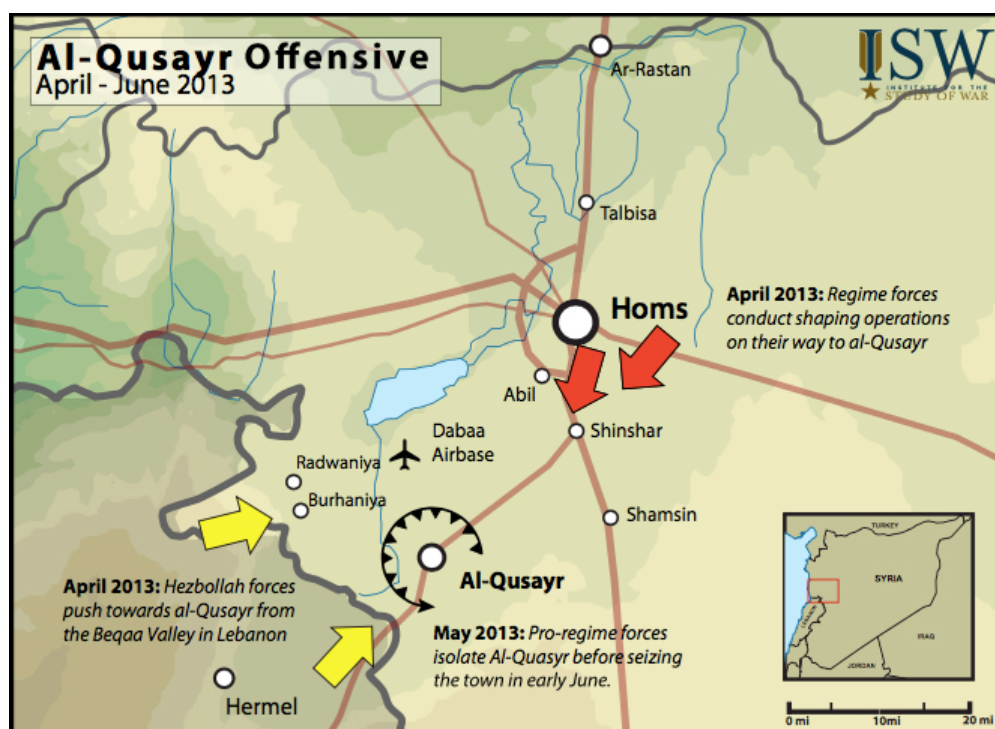 Al-Qusayr Offensive
April - June 2013
ISW
INSTITUTE FOR THE
STUDY OF WAR
Ar-Rastan
Talbisa
Homs
April 2013: Regime forces
conduct shaping operations
on their way to al-Qusayr
Abil
Shinshar
Dabaa
Airbase
Radwaniya
Burhaniya
Shamsin
Al-Qusayr
April 2013: Hezbollah forces
push towards al-Qusayr from
the Beqaa Valley in Lebanon
May 2013: Pro-regime forces
isolate Al-Quasyr before seizing
the town in early June.
Hermel
TURKEY
SYRIA
LEBANON
IRAQ
JORDAN
0 mi
10mi
20 mi